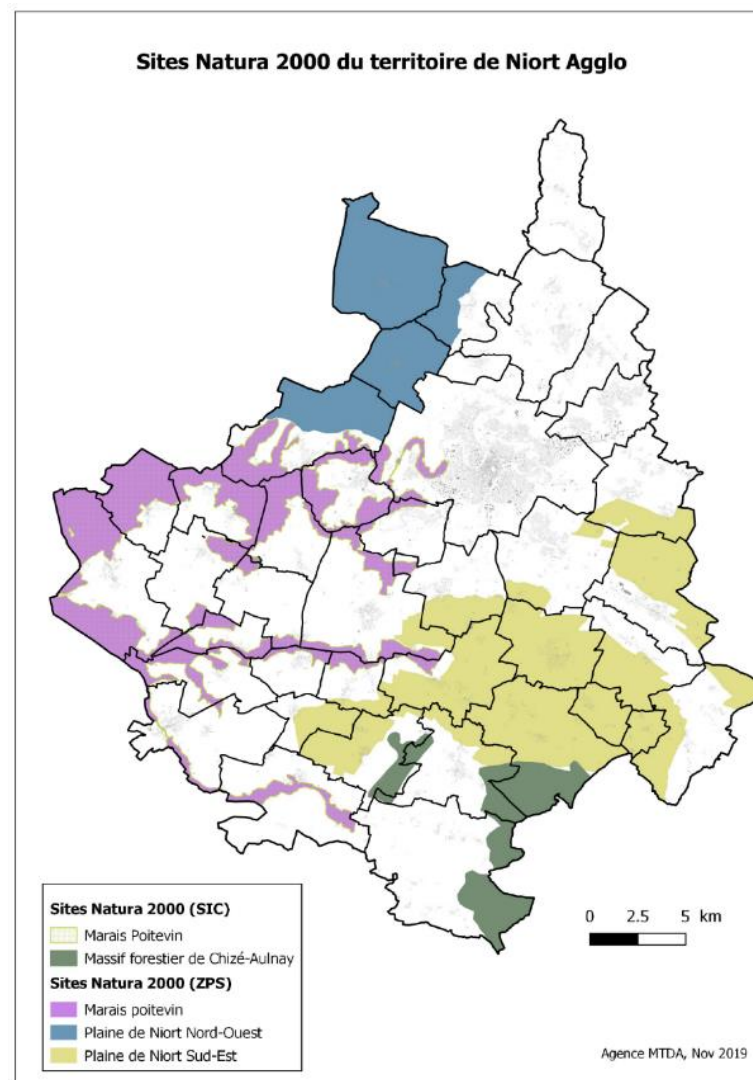 Sites Natura 2000 du territoire de Niort Agglo
Sites Natura 2000 (SIC)
Marais Poitevin
Massif forestier de Chizé-Aulnay
Sites Natura 2000 (ZPS)
Marais poitevin
Plaine de Niort Nord-Ouest
Plaine de Niort Sud-Est
0 2.5 5 km
Agence MTDA, Nov 2019